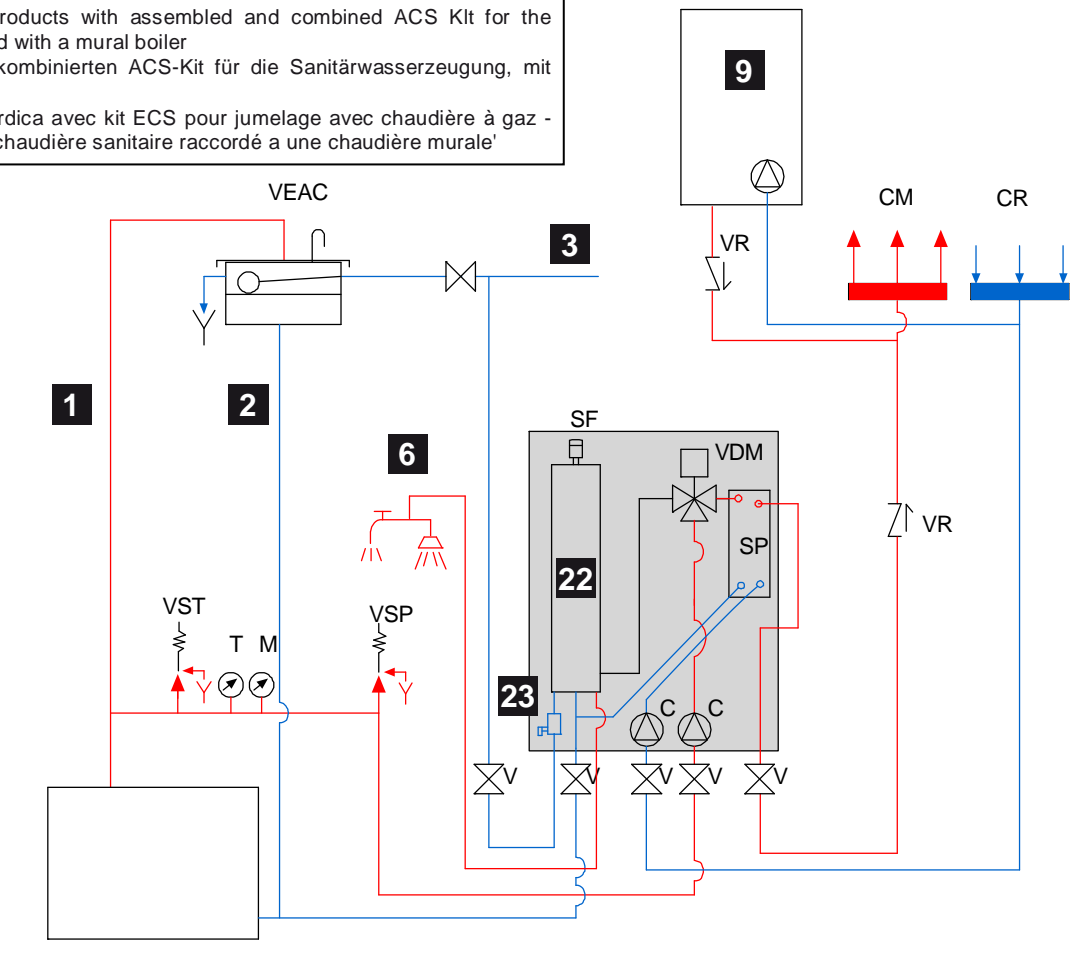 roducts with assembled and combined ACS KIt for the
d with a mural boiler
kombinierten ACS-Kit für die Sanitärwasserzeugung, mit
rdica avec kit ECS pour jumelage avec chaudière à gaz -
chaudière sanitaire raccordé a une chaudière murale'
9
VEAC
CM
CR
3
VR
1
2
SF
6
VDM
VR
SP
22
VST
VSP
T
M
23
C
C
V
V
V
V
V